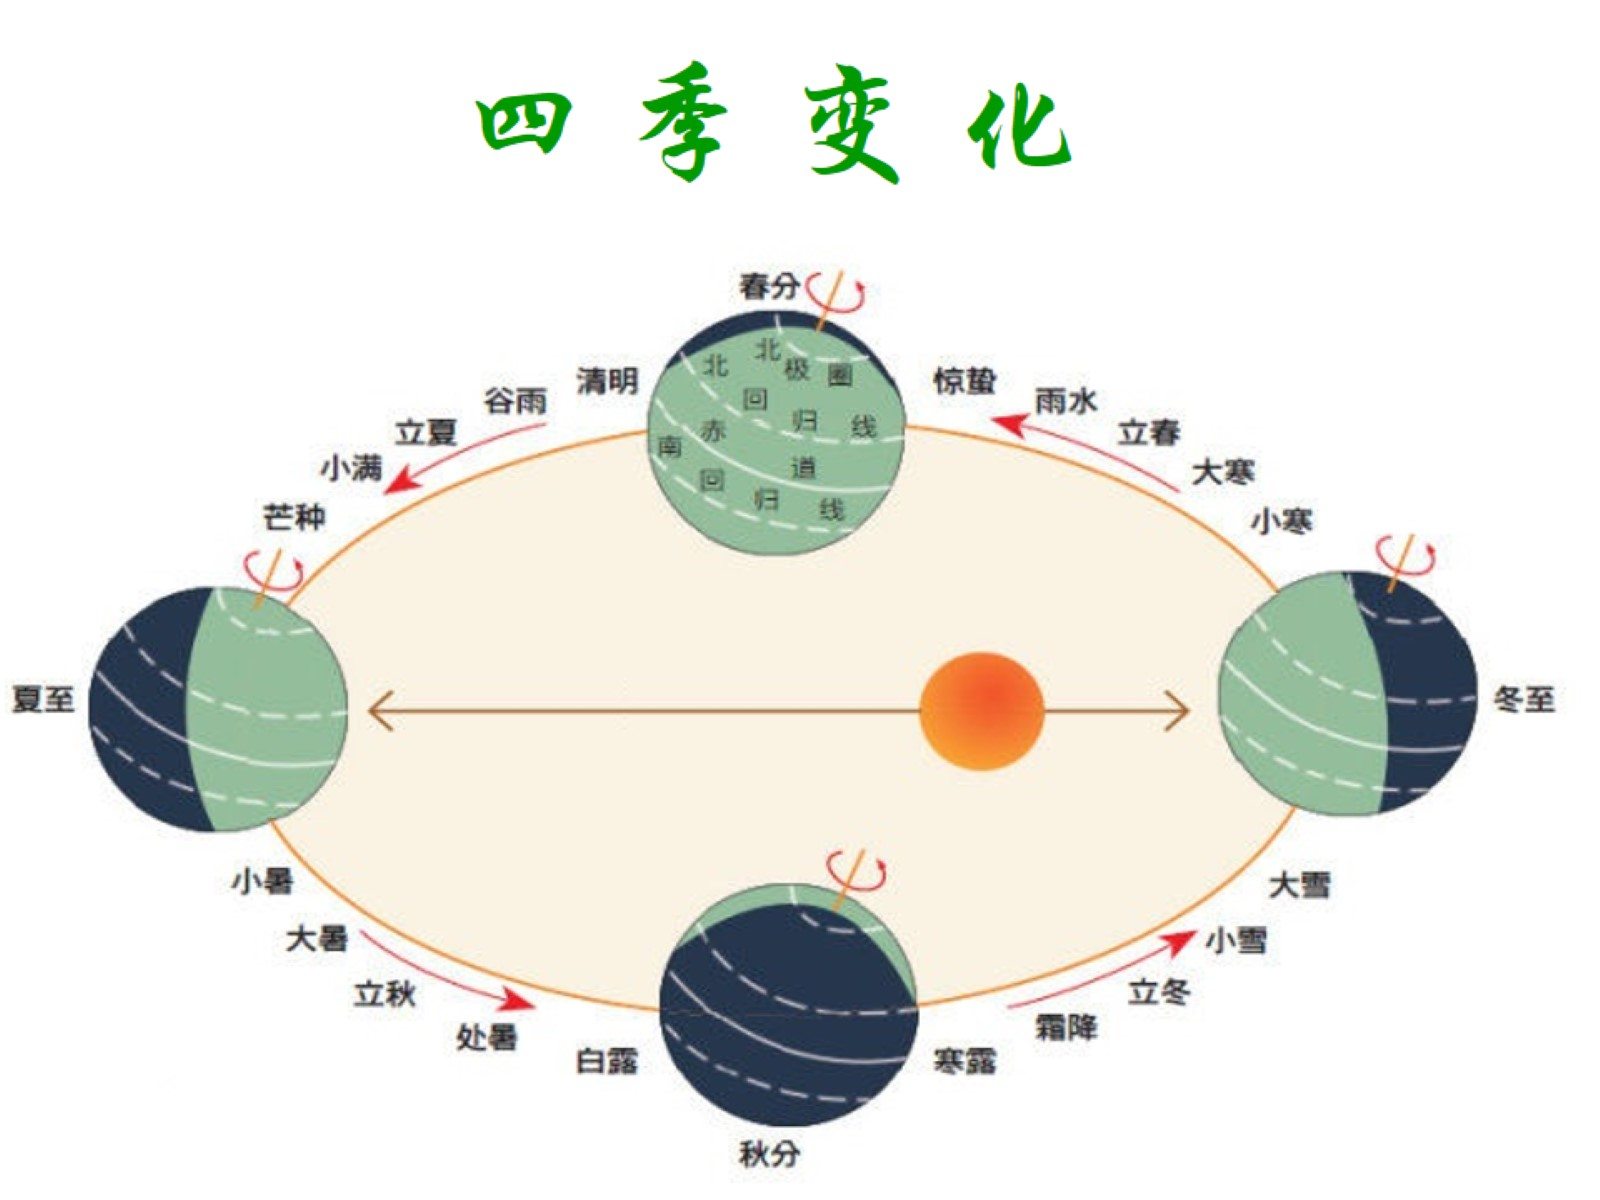 四季变化
春分
清明
谷雨
立夏
小满
芒种
夏至
小暑
大暑
立秋
处暑
白露
秋分
寒露
霜降
立冬
小雪
大雪
冬至
小寒
大寒
立春
雨水
惊蛰
北极圈
北回归线
赤道
南回归线